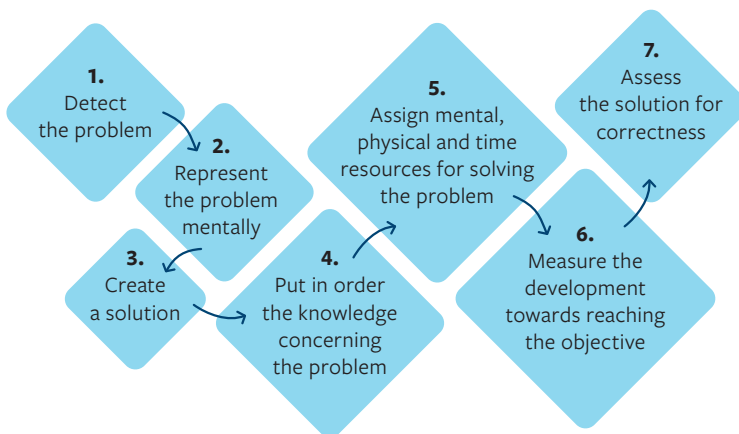 1.
Detect
the problem
2.
Represent
the problem
mentally
3.
Create
a solution
4.
Put in order
the knowledge
concerning
the problem
5.
Assign mental,
physical and time
resources for solving
the problem
6.
Measure the
development
towards reaching
the objective
7.
Assess
the solution for
correctness